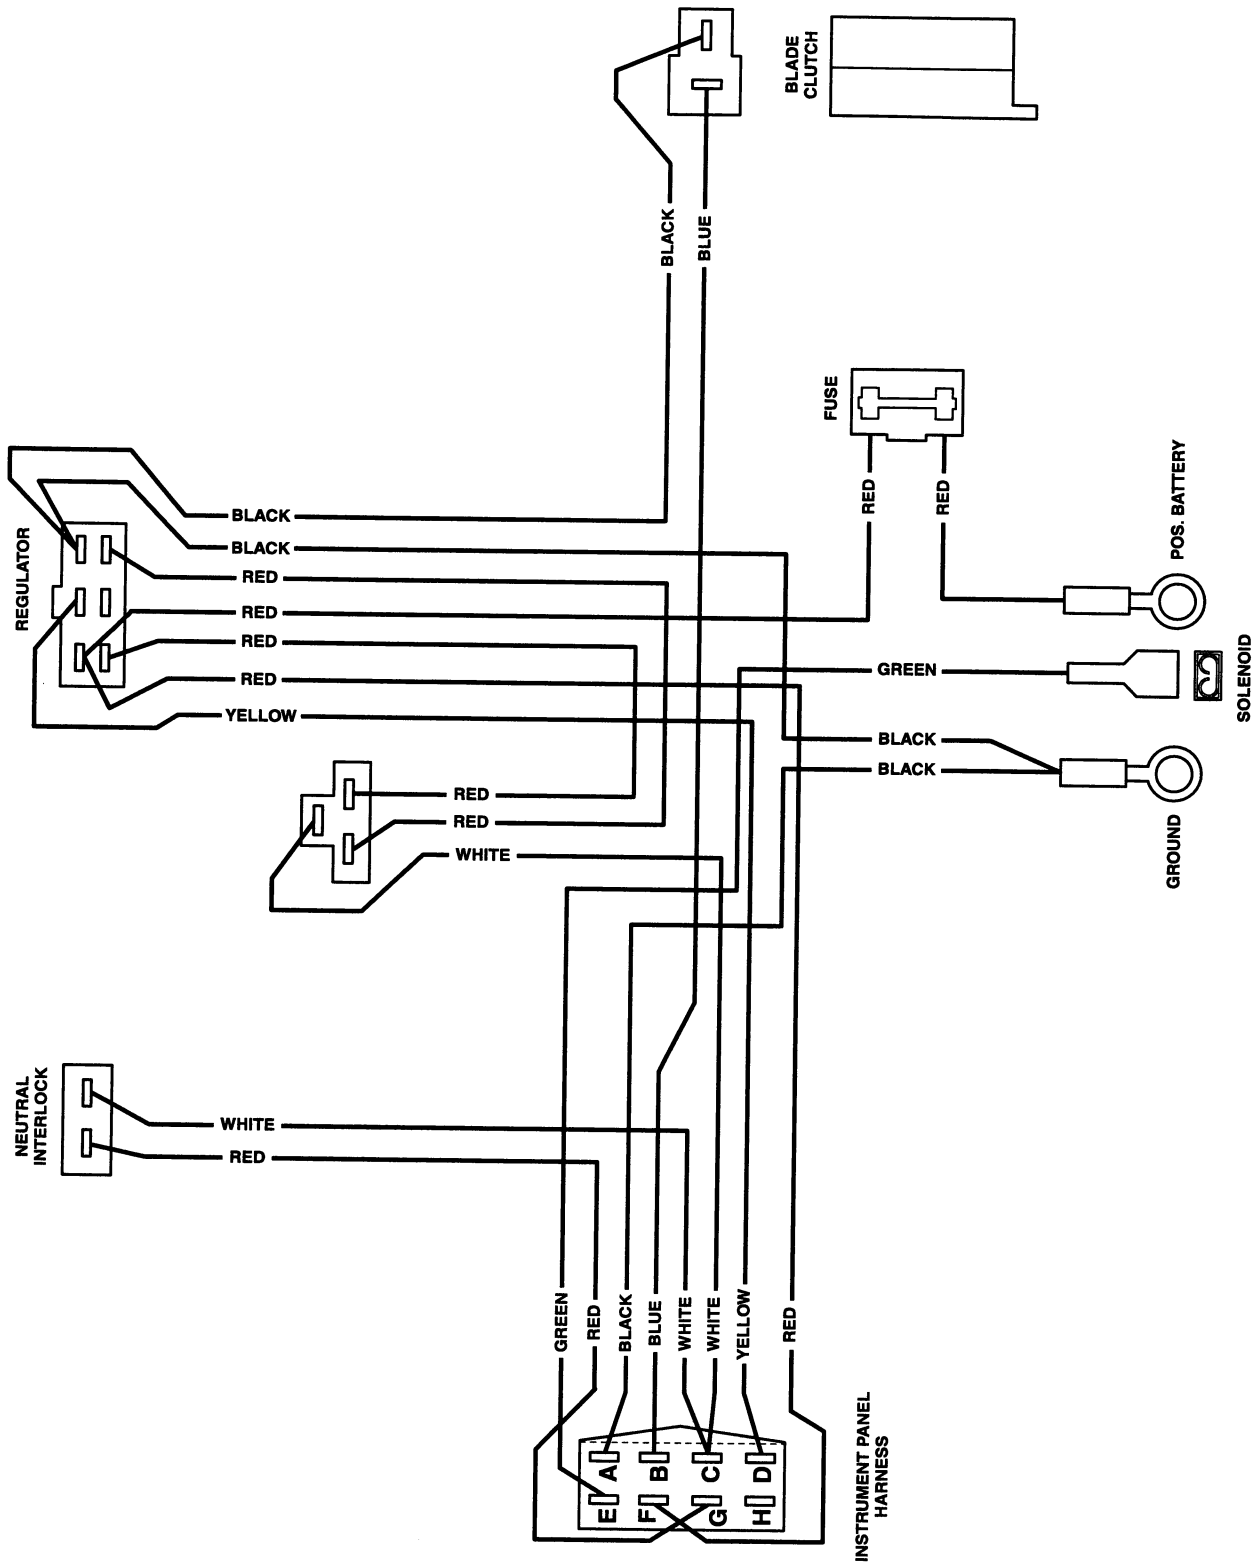 BLADE
CLUTCH
BLACK
BLUE
FUSE
RED
RED
POS. BATTERY
REGULATOR
BLACK
BLACK
RED
RED
RED
RED
YELLOW
GREEN
SOLENOID
BLACK
BLACK
GROUND
RED
RED
WHITE
NEUTRAL
INTERLOCK
WHITE
RED
GREEN
RED
BLACK
BLUE
WHITE
WHITE
YELLOW
RED
A
B
C
D
E
F
G
H
INSTRUMENT PANEL
HARNESS